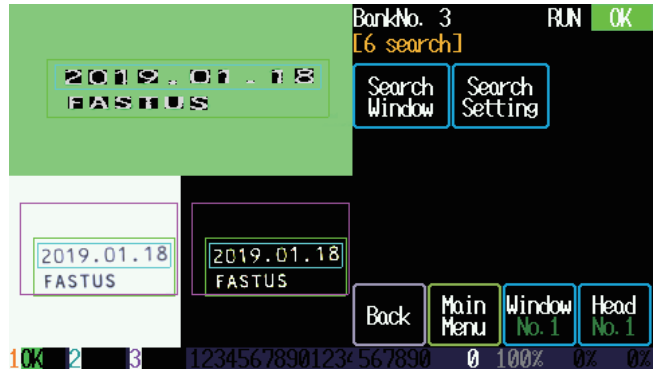 BankNo. 3 RUN OK
[6 search]
2019.01.18
FASTUS
Search Window
Search Setting
2019.01.18
FASTUS
2019.01.18
FASTUS
Back
Main Menu
Window No.1
Head No.1
1OK 2 3 12345678901234567890 0 100% 0% 0%